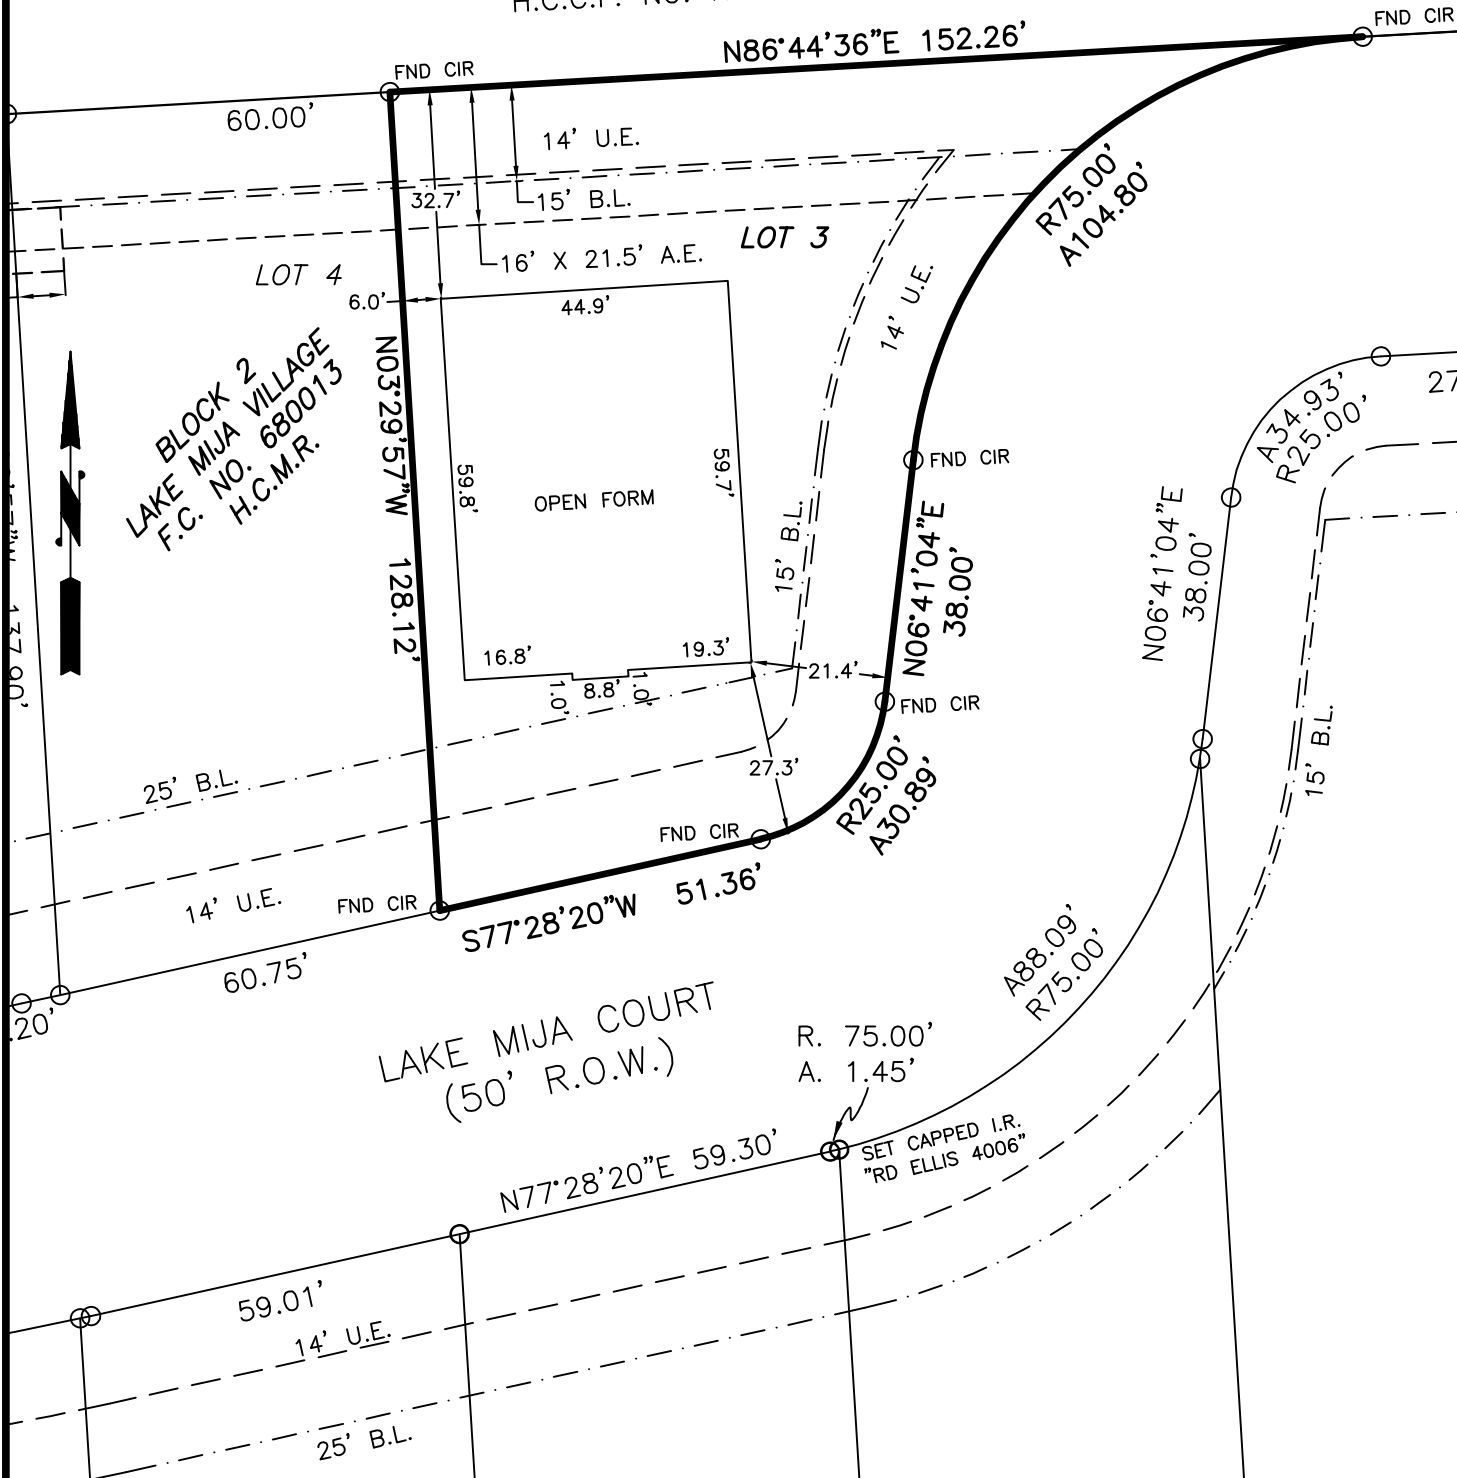 FND CIR
N86°44'36"E 152.26'
FND CIR
60.00'
14' U.E.
15' B.L.
32.7'
16' X 21.5' A.E.
LOT 3
R75.00'
A104.80'
LOT 4
6.0'
44.9'
14' U.E.
BLOCK 2
LAKE MIJA VILLAGE
F.C. NO. 680013
H.C.M.R.
N03°29'57"W 128.12'
59.8'
59.7'
OPEN FORM
FND CIR
A34.93'
R25.00'
15' B.L.
N06°41'04"E
38.00'
N06°41'04"E
38.00'
137.90'
16.8'
19.3'
1.0'
8.8'
1.0'
21.4'
FND CIR
27.3'
25' B.L.
R25.00'
A30.89'
15' B.L.
FND CIR
14' U.E.
FND CIR
S77°28'20"W 51.36'
60.75'
.20'
A88.09'
R75.00'
LAKE MIJA COURT
(50' R.O.W.)
R. 75.00'
A. 1.45'
SET CAPPED I.R.
"RD ELLIS 4006"
N77°28'20"E 59.30'
59.01'
14' U.E.
25' B.L.